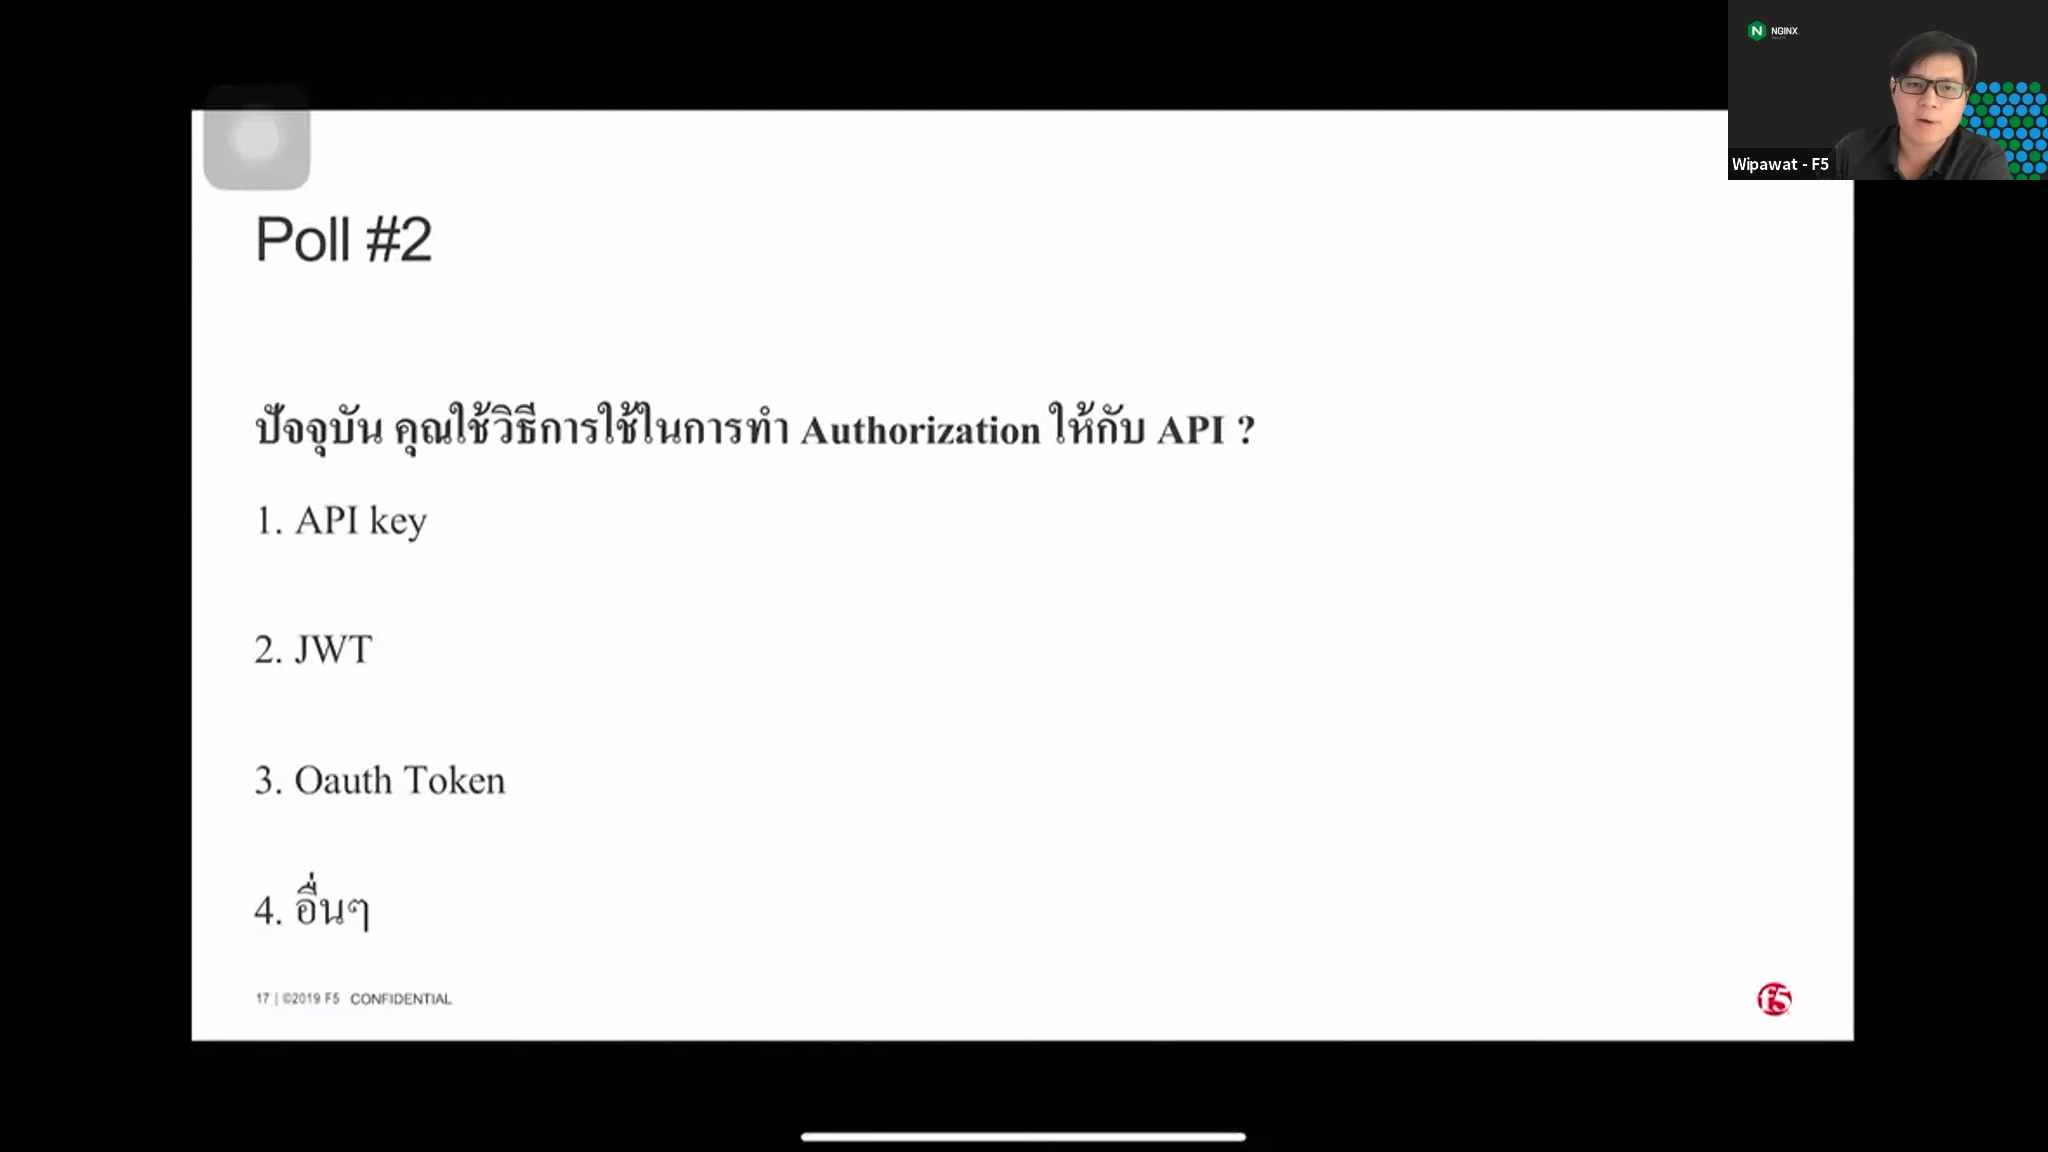 NGINX
Wipawat - F5
Poll #2
ปัจจุบัน คุณใช้วิธีการใช้ในการทำ Authorization ให้กับ API ?
1. API key
2. JWT
3. Oauth Token
4. อื่นๆ
17 | ©2019 F5 CONFIDENTIAL
f5